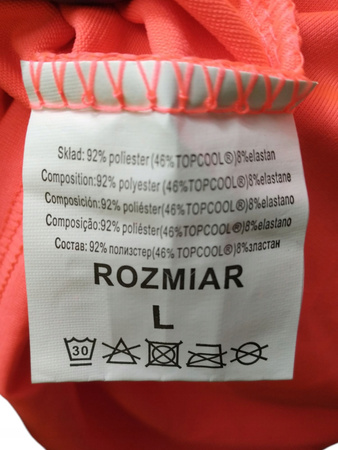 Skład: 92% poliester (46% TOPCOOL®)8%elastan
Composition: 92% polyester (46% TOPCOOL®)8%elastane
Composición: 92% poliéster(46% TOPCOOL®)8%elastano
Composição: 92% poliéster(46% TOPCOOL®)8%elastano
Состав: 92% полиэстер(46% TOPCOOL®)8%эластан
ROZMIAR
L
30